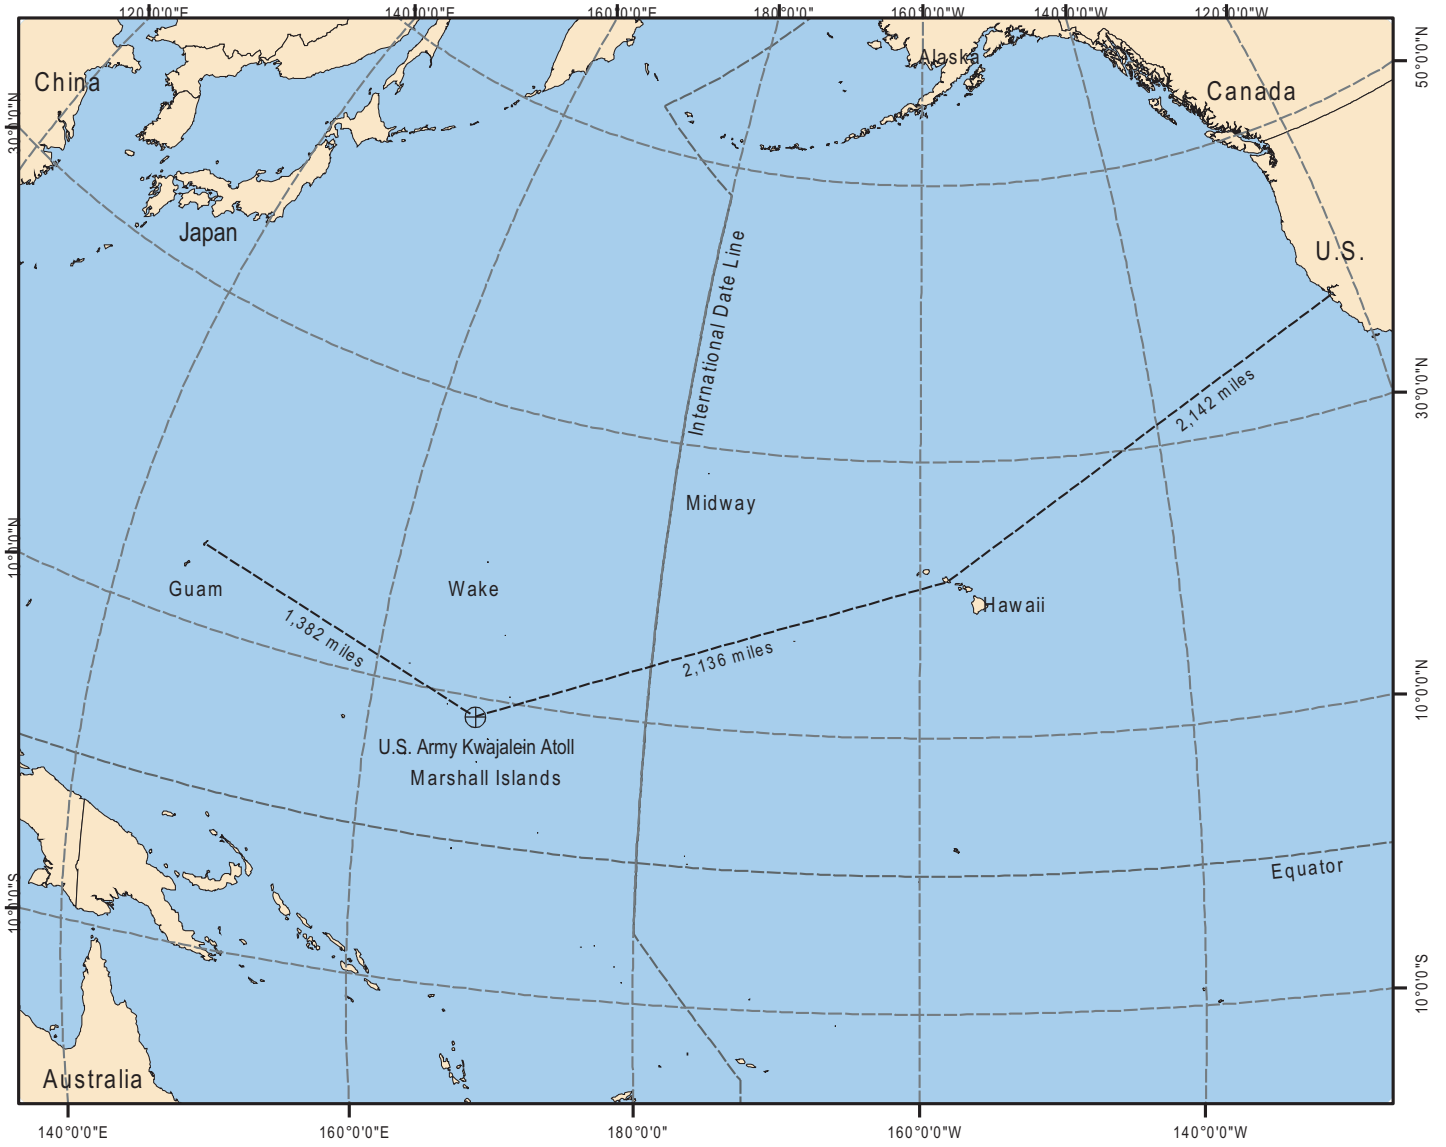 120°0'0"E
140°0'0"E
160°0'0"E
180°0'0"
160°0'0"W
140°0'0"W
120°0'0"W
50°0'0"N
Alaska
China
Canada
30°0'0"N
Japan
U.S.
International Date Line
30°0'0"N
2,142 miles
Midway
10°0'0"N
Guam
Wake
Hawaii
1,382 miles
2,136 miles
10°0'0"N
U.S. Army Kwajalein Atoll
Marshall Islands
Equator
10°0'0"S
10°0'0"S
Australia
140°0'0"E
160°0'0"E
180°0'0"
160°0'0"W
140°0'0"W